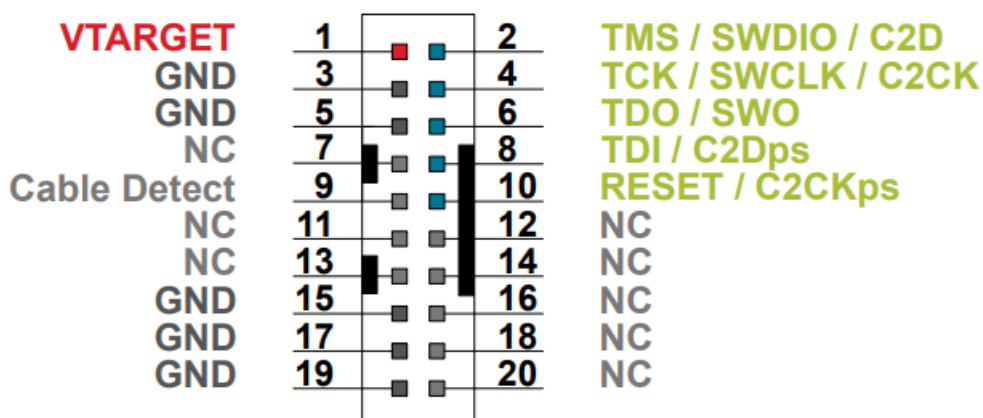 VTARGET 1 2 TMS / SWDIO / C2D
GND 3 4 TCK / SWCLK / C2CK
GND 5 6 TDO / SWO
NC 7 8 TDI / C2Dps
Cable Detect 9 10 RESET / C2CKps
NC 11 12 NC
NC 13 14 NC
GND 15 16 NC
GND 17 18 NC
GND 19 20 NC